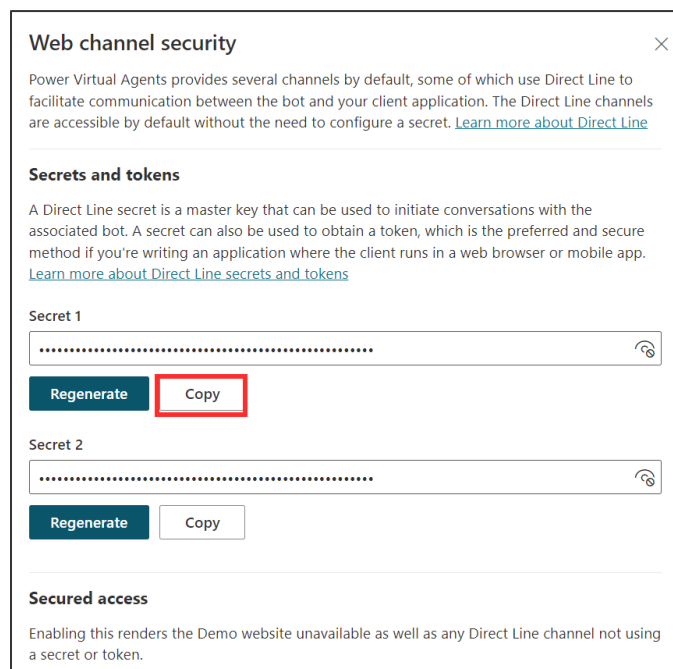 Web channel security
Power Virtual Agents provides several channels by default, some of which use Direct Line to
facilitate communication between the bot and your client application. The Direct Line channels
are accessible by default without the need to configure a secret. Learn more about Direct Line
Secrets and tokens
A Direct Line secret is a master key that can be used to initiate conversations with the
associated bot. A secret can also be used to obtain a token, which is the preferred and secure
method if you're writing an application where the client runs in a web browser or mobile app.
Learn more about Direct Line secrets and tokens
Secret 1
••••••••••••••••••••••••••••••••••••••••••••••••••••••••
Regenerate Copy
Secret 2
••••••••••••••••••••••••••••••••••••••••••••••••••••••••
Regenerate Copy
Secured access
Enabling this renders the Demo website unavailable as well as any Direct Line channel not using
a secret or token.